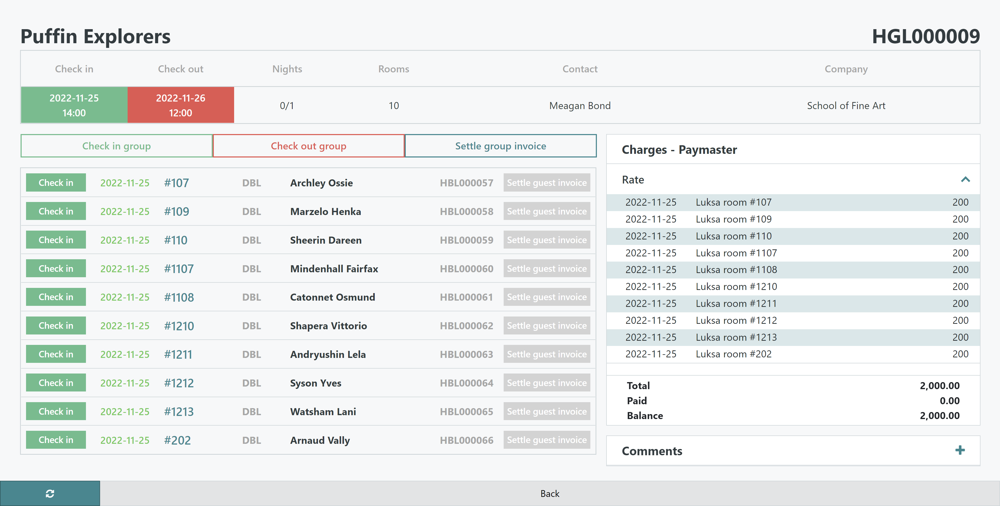 Puffin Explorers HGL000009
Check in Check out Nights Rooms Contact Company
2022-11-25 2022-11-26
14:00 12:00
0/1 10 Meagan Bond School of Fine Art
Check in group Check out group Settle group invoice
Check in 2022-11-25 #107 DBL Archley Ossie HBL000057 Settle guest invoice
Check in 2022-11-25 #109 DBL Marzelo Henka HBL000058 Settle guest invoice
Check in 2022-11-25 #110 DBL Sheerin Dareen HBL000059 Settle guest invoice
Check in 2022-11-25 #1107 DBL Mindenhall Fairfax HBL000060 Settle guest invoice
Check in 2022-11-25 #1108 DBL Catonnet Osmund HBL000061 Settle guest invoice
Check in 2022-11-25 #1210 DBL Shapera Vittorio HBL000062 Settle guest invoice
Check in 2022-11-25 #1211 DBL Andryushin Lela HBL000063 Settle guest invoice
Check in 2022-11-25 #1212 DBL Syson Yves HBL000064 Settle guest invoice
Check in 2022-11-25 #1213 DBL Watsham Lani HBL000065 Settle guest invoice
Check in 2022-11-25 #202 DBL Arnaud Vally HBL000066 Settle guest invoice
Charges - Paymaster
Rate
2022-11-25 Luksa room #107 200
2022-11-25 Luksa room #109 200
2022-11-25 Luksa room #110 200
2022-11-25 Luksa room #1107 200
2022-11-25 Luksa room #1108 200
2022-11-25 Luksa room #1210 200
2022-11-25 Luksa room #1211 200
2022-11-25 Luksa room #1212 200
2022-11-25 Luksa room #1213 200
2022-11-25 Luksa room #202 200
Total 2,000.00
Paid 0.00
Balance 2,000.00
Comments
Back